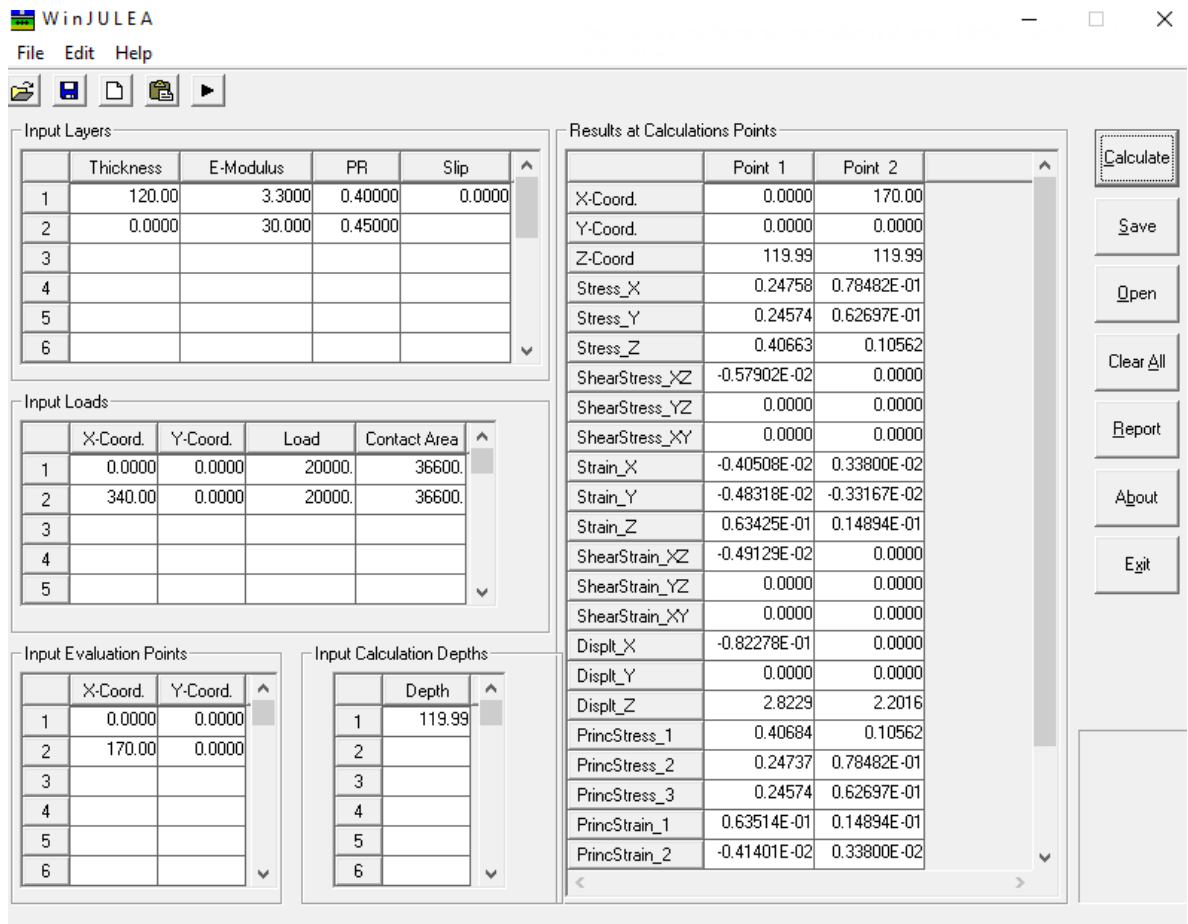 WinJULEA
File Edit Help
Input Layers
Thickness E-Modulus PR Slip
1 120.00 3.3000 0.40000 0.0000
2 0.0000 30.000 0.45000
3
4
5
6
Input Loads
X-Coord. Y-Coord. Load Contact Area
1 0.0000 0.0000 20000. 36600.
2 340.00 0.0000 20000. 36600.
3
4
5
Input Evaluation Points
X-Coord. Y-Coord.
1 0.0000 0.0000
2 170.00 0.0000
3
4
5
6
Input Calculation Depths
Depth
1 119.99
2
3
4
5
6
Results at Calculations Points
Point 1 Point 2
X-Coord. 0.0000 170.00
Y-Coord. 0.0000 0.0000
Z-Coord 119.99 119.99
Stress_X 0.24758 0.78482E-01
Stress_Y 0.24574 0.62697E-01
Stress_Z 0.40663 0.10562
ShearStress_XZ -0.57902E-02 0.0000
ShearStress_YZ 0.0000 0.0000
ShearStress_XY 0.0000 0.0000
Strain_X -0.40508E-02 0.33800E-02
Strain_Y -0.48318E-02 -0.33167E-02
Strain_Z 0.63425E-01 0.14894E-01
ShearStrain_XZ -0.49129E-02 0.0000
ShearStrain_YZ 0.0000 0.0000
ShearStrain_XY 0.0000 0.0000
Displt_X -0.82278E-01 0.0000
Displt_Y 0.0000 0.0000
Displt_Z 2.8229 2.2016
PrincStress_1 0.40684 0.10562
PrincStress_2 0.24737 0.78482E-01
PrincStress_3 0.24574 0.62697E-01
PrincStrain_1 0.63514E-01 0.14894E-01
PrincStrain_2 -0.41401E-02 0.33800E-02
Calculate
Save
Open
Clear All
Report
About
Exit